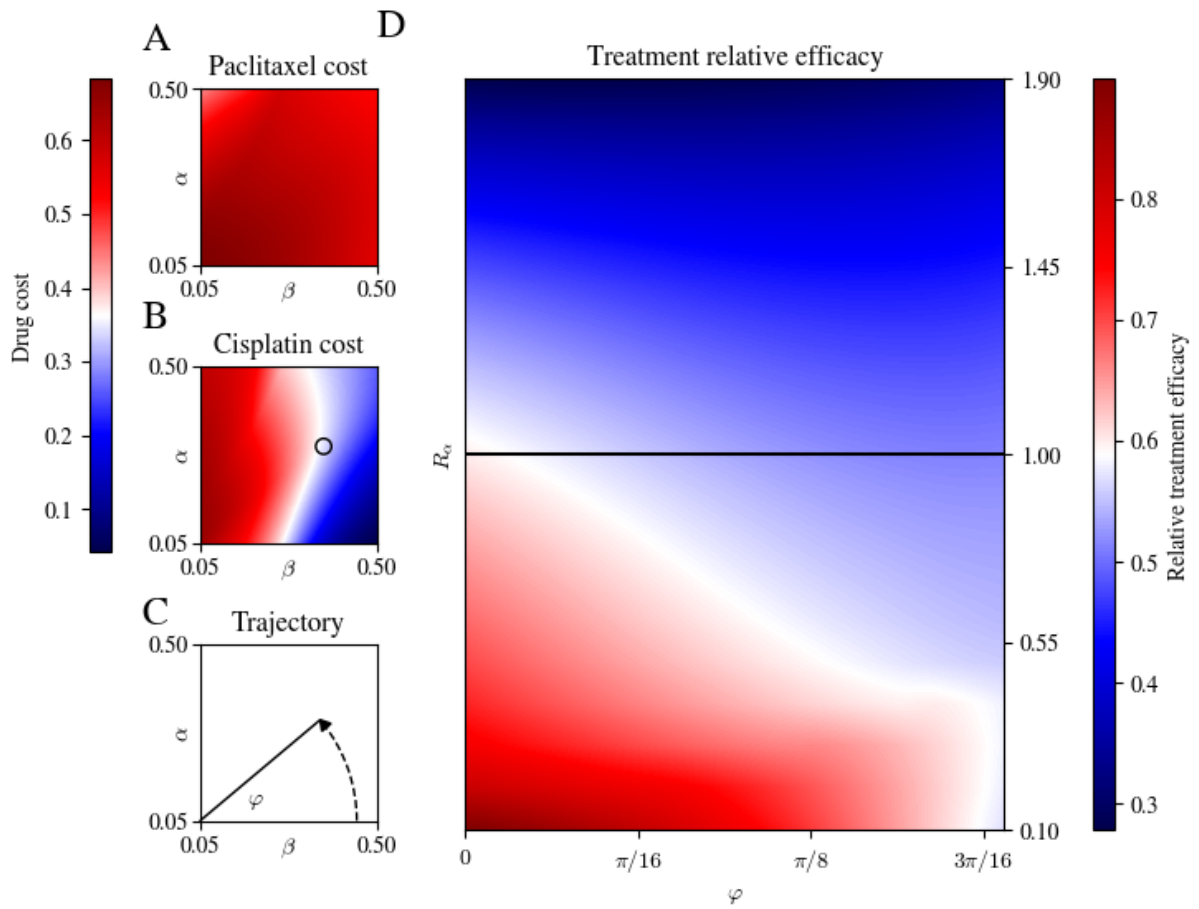 A
D
Paclitaxel cost
Treatment relative efficacy
0.50
α
0.05
0.05
β
0.50
0.6
0.5
0.4
0.3
0.2
0.1
Drug cost
B
Cisplatin cost
0.50
α
0.05
0.05
β
0.50
C
Trajectory
0.50
α
φ
0.05
0.05
β
0.50
1.90
1.45
1.00
0.55
0.10
Rα
0
π/16
π/8
3π/16
φ
0.8
0.7
0.6
0.5
0.4
0.3
Relative treatment efficacy